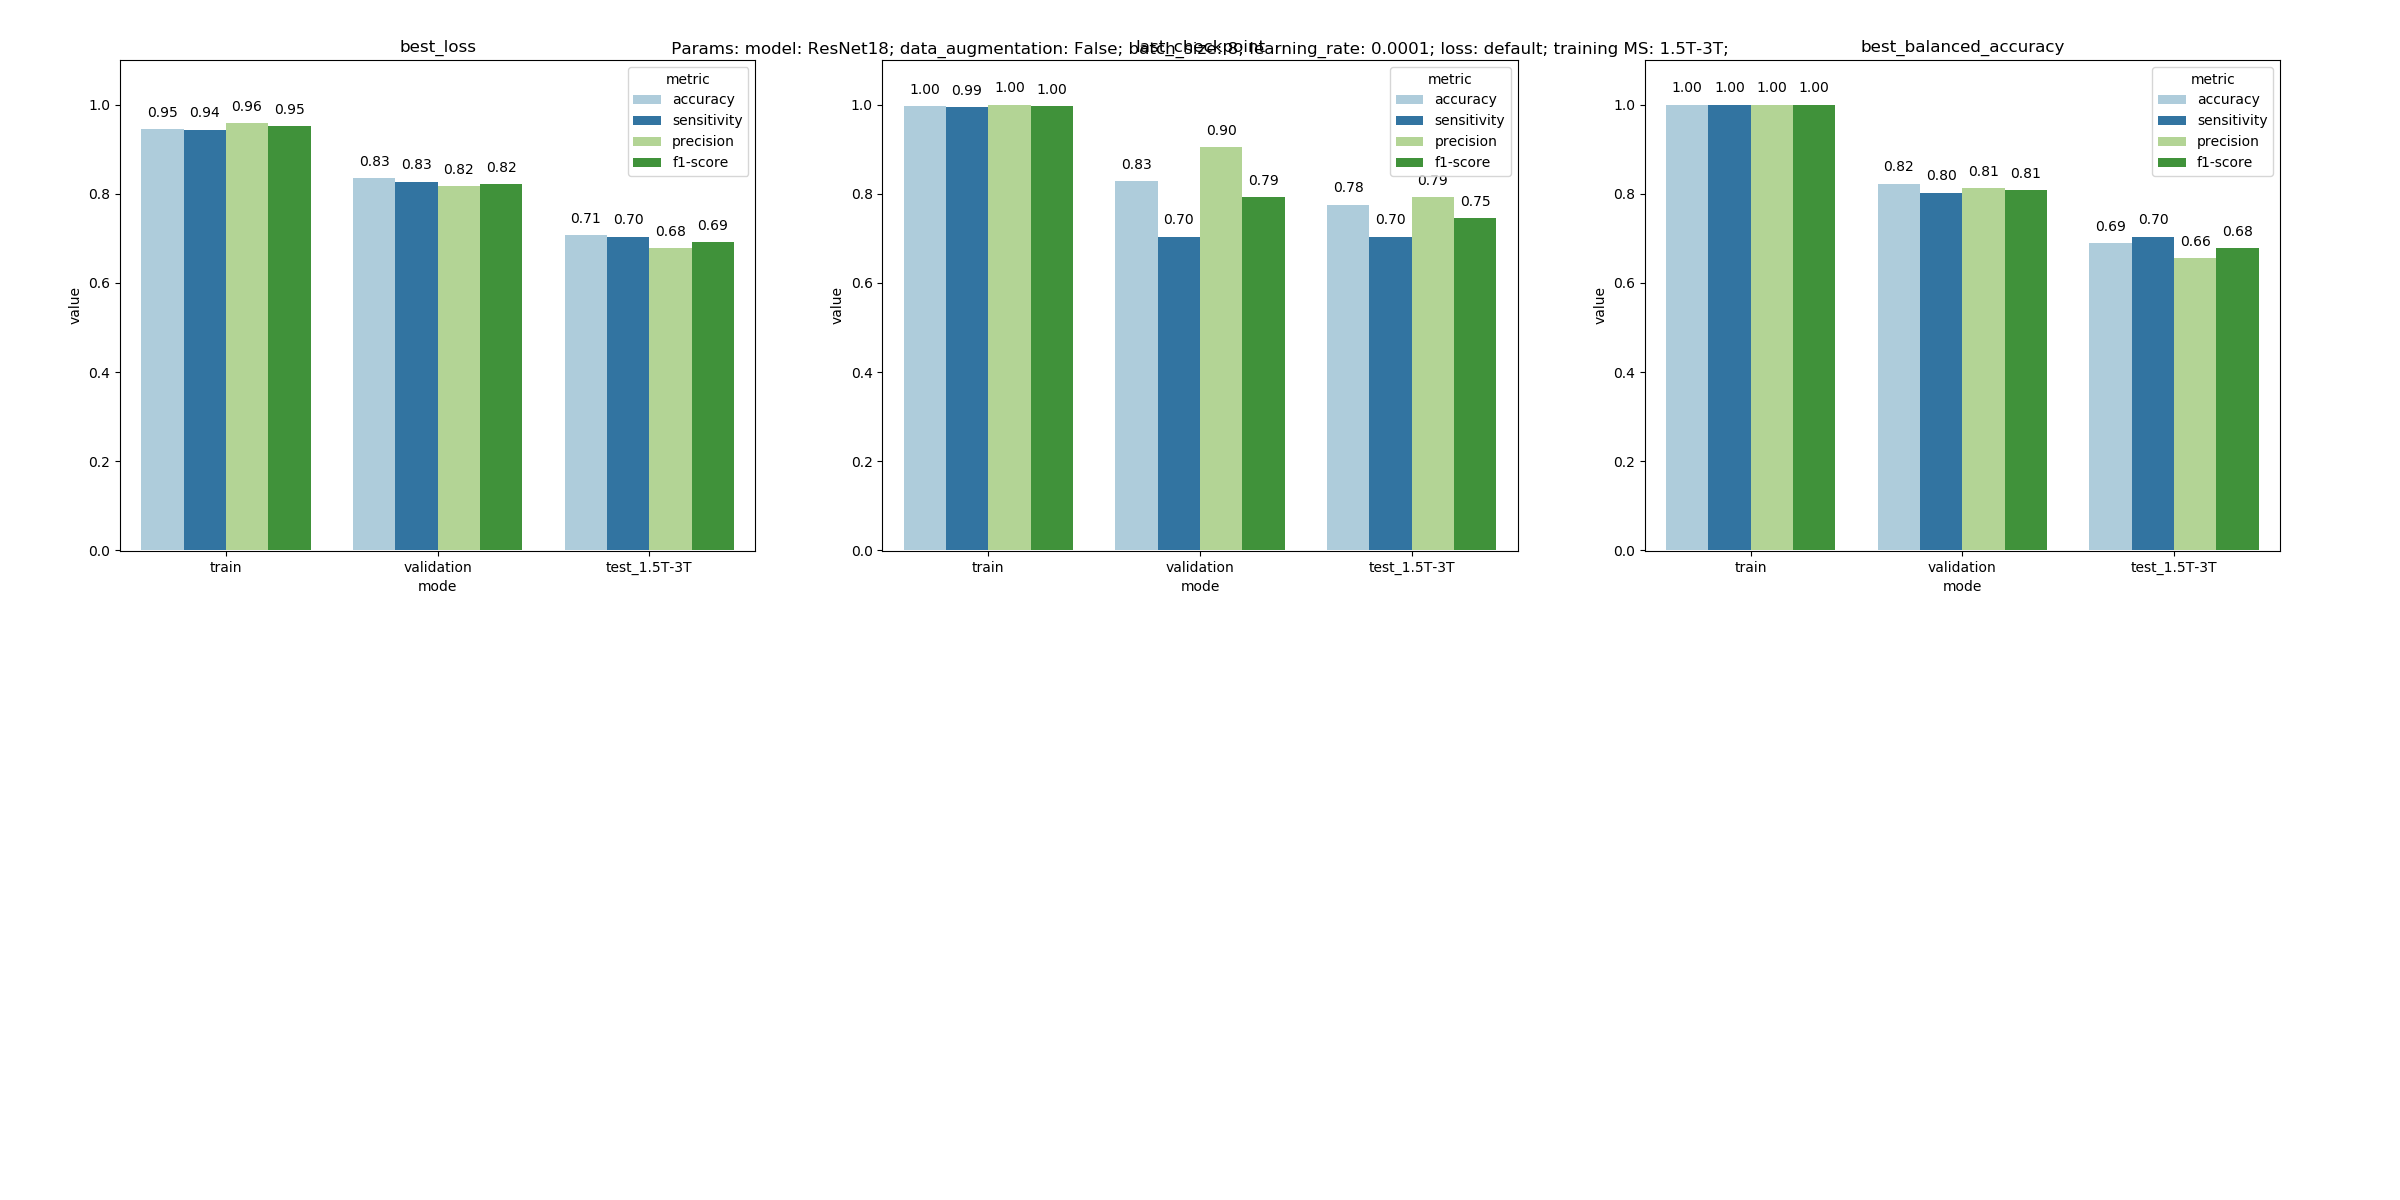 Params: model: ResNet18; data_augmentation: False; batch_size: 8; learning_rate: 0.0001; loss: default; training MS: 1.5T-3T;
best_loss
metric
accuracy
sensitivity
precision
f1-score
0.95 0.94 0.96 0.95
0.83 0.83 0.82 0.82
0.71 0.70 0.68 0.69
1.0
0.8
0.6
0.4
0.2
0.0
value
train validation test_1.5T-3T
mode
last_checkpoint
metric
accuracy
sensitivity
precision
f1-score
1.00 0.99 1.00 1.00
0.83 0.70 0.90 0.79
0.78 0.70 0.79 0.75
1.0
0.8
0.6
0.4
0.2
0.0
value
train validation test_1.5T-3T
mode
best_balanced_accuracy
metric
accuracy
sensitivity
precision
f1-score
1.00 1.00 1.00 1.00
0.82 0.80 0.81 0.81
0.69 0.70 0.66 0.68
1.0
0.8
0.6
0.4
0.2
0.0
value
train validation test_1.5T-3T
mode